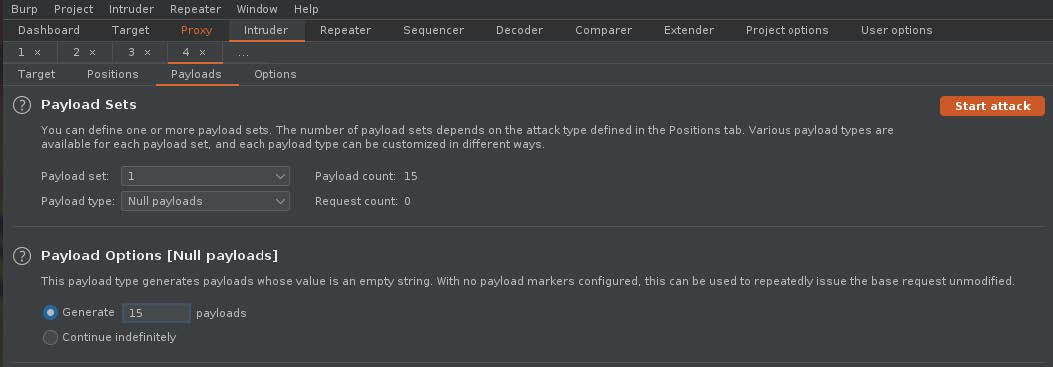 Burp Project Intruder Repeater Window Help
Dashboard Target Proxy Intruder Repeater Sequencer Decoder Comparer Extender Project options User options
1 × 2 × 3 × 4 × ...
Target Positions Payloads Options
? Payload Sets Start attack
You can define one or more payload sets. The number of payload sets depends on the attack type defined in the Positions tab. Various payload types are
available for each payload set, and each payload type can be customized in different ways.
Payload set: 1 Payload count: 15
Payload type: Null payloads Request count: 0
? Payload Options [Null payloads]
This payload type generates payloads whose value is an empty string. With no payload markers configured, this can be used to repeatedly issue the base request unmodified.
Generate 15 payloads
Continue indefinitely